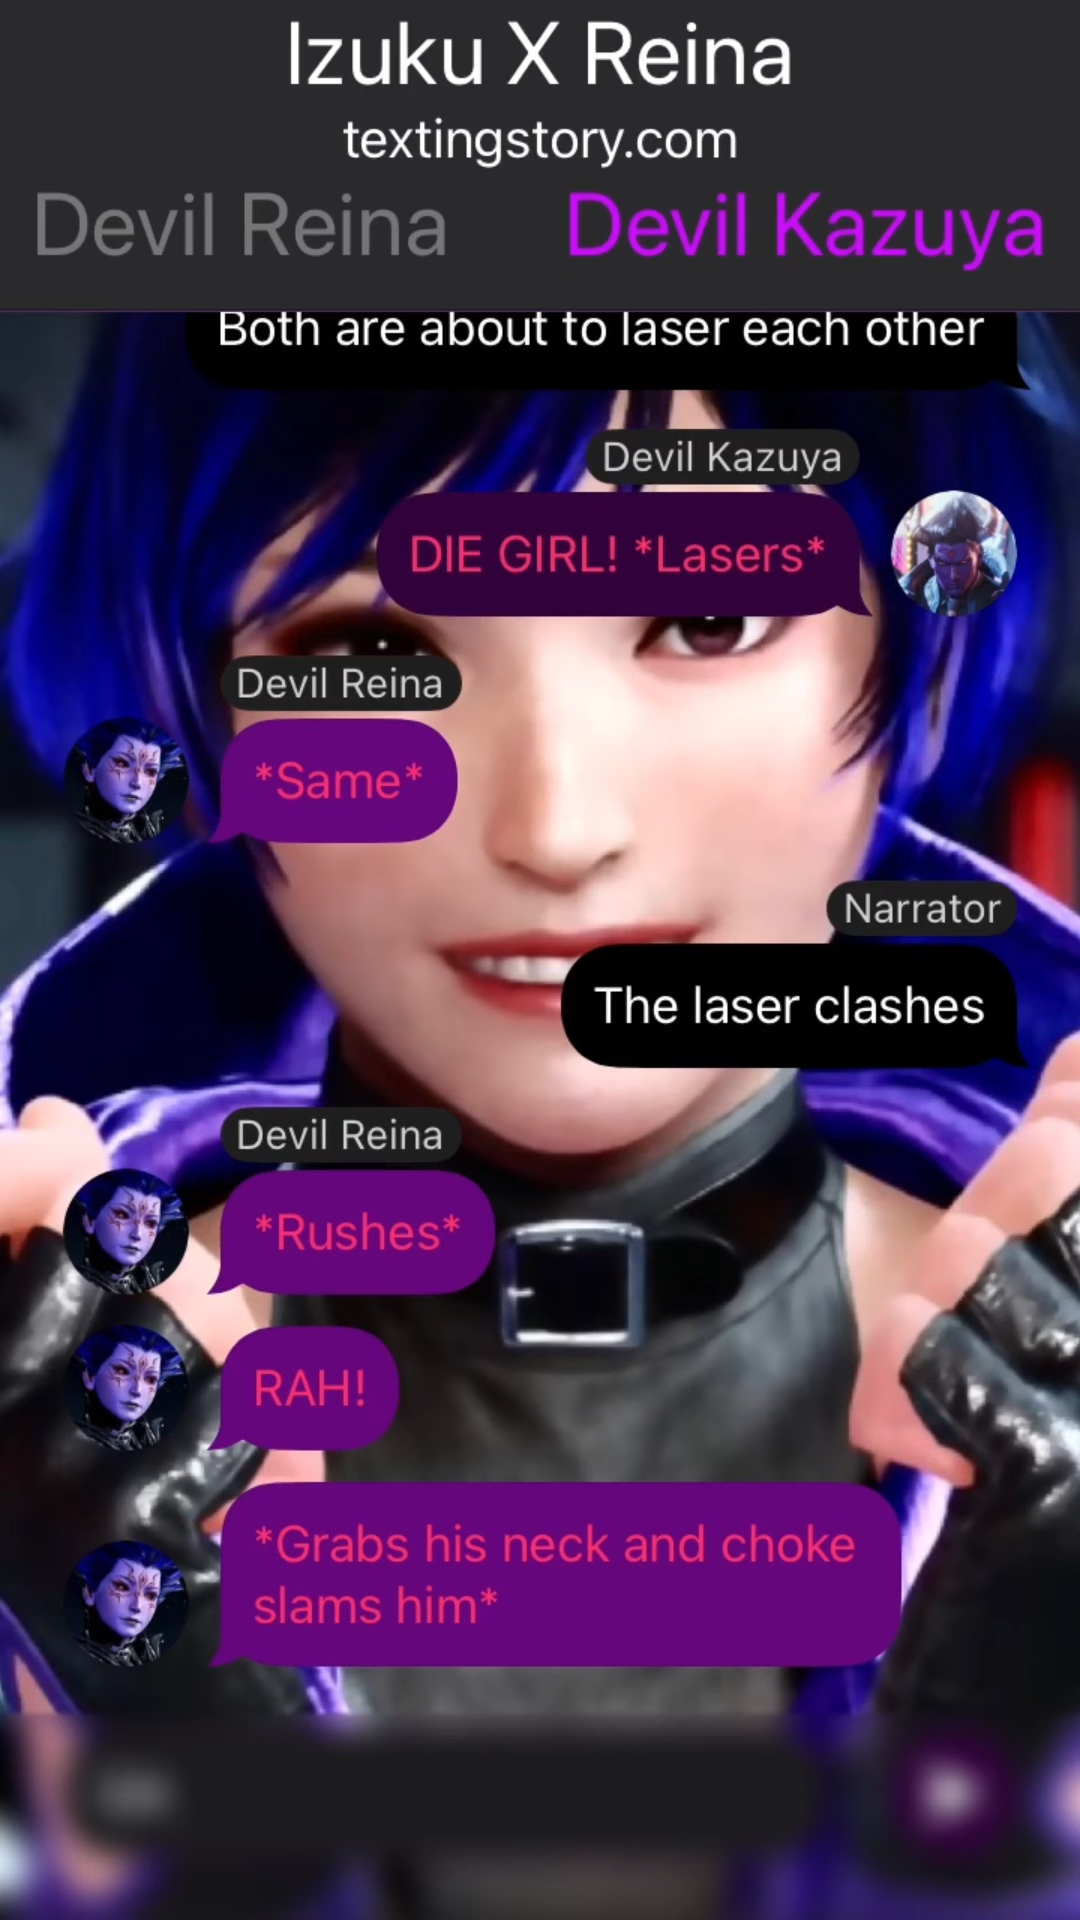 Izuku X Reina
textingstory.com
Devil Reina
Devil Kazuya
Both are about to laser each other
Devil Kazuya
DIE GIRL! *Lasers*
Devil Reina
*Same*
Narrator
The laser clashes
Devil Reina
*Rushes*
RAH!
*Grabs his neck and choke
slams him*